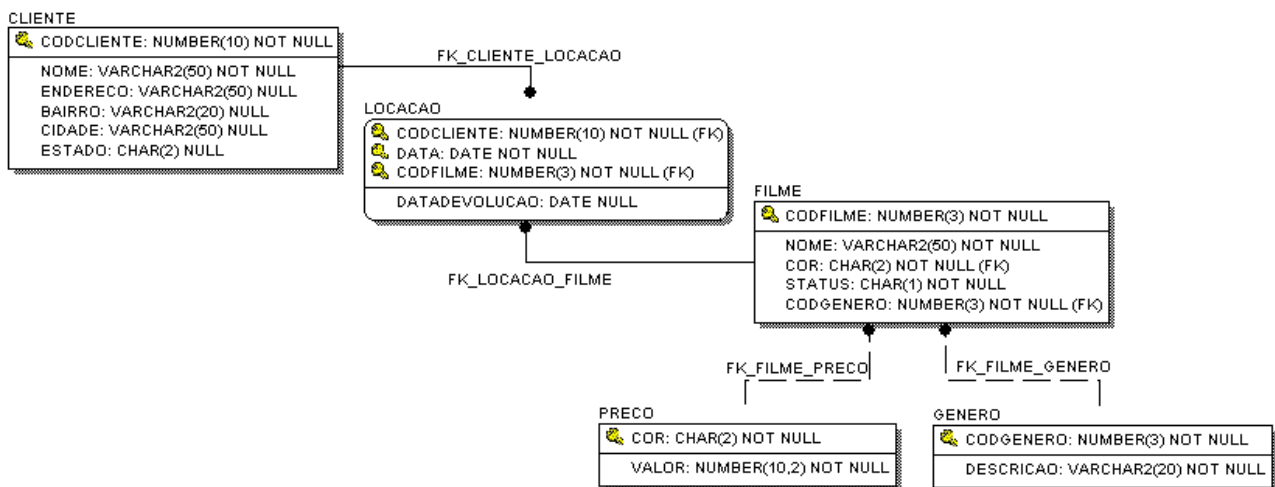 CLIENTE
CODCLIENTE: NUMBER(10) NOT NULL
NOME: VARCHAR2(50) NOT NULL
ENDERECO: VARCHAR2(50) NULL
BAIRRO: VARCHAR2(20) NULL
CIDADE: VARCHAR2(50) NULL
ESTADO: CHAR(2) NULL
FK_CLIENTE_LOCACAO
LOCACAO
CODCLIENTE: NUMBER(10) NOT NULL (FK)
DATA: DATE NOT NULL
CODFILME: NUMBER(3) NOT NULL (FK)
DATADEVOLUCAO: DATE NULL
FK_LOCACAO_FILME
FILME
CODFILME: NUMBER(3) NOT NULL
NOME: VARCHAR2(50) NOT NULL
COR: CHAR(2) NOT NULL (FK)
STATUS: CHAR(1) NOT NULL
CODGENERO: NUMBER(3) NOT NULL (FK)
FK_FILME_PRECO
FK_FILME_GENERO
PRECO
COR: CHAR(2) NOT NULL
VALOR: NUMBER(10,2) NOT NULL
GENERO
CODGENERO: NUMBER(3) NOT NULL
DESCRICAO: VARCHAR2(20) NOT NULL